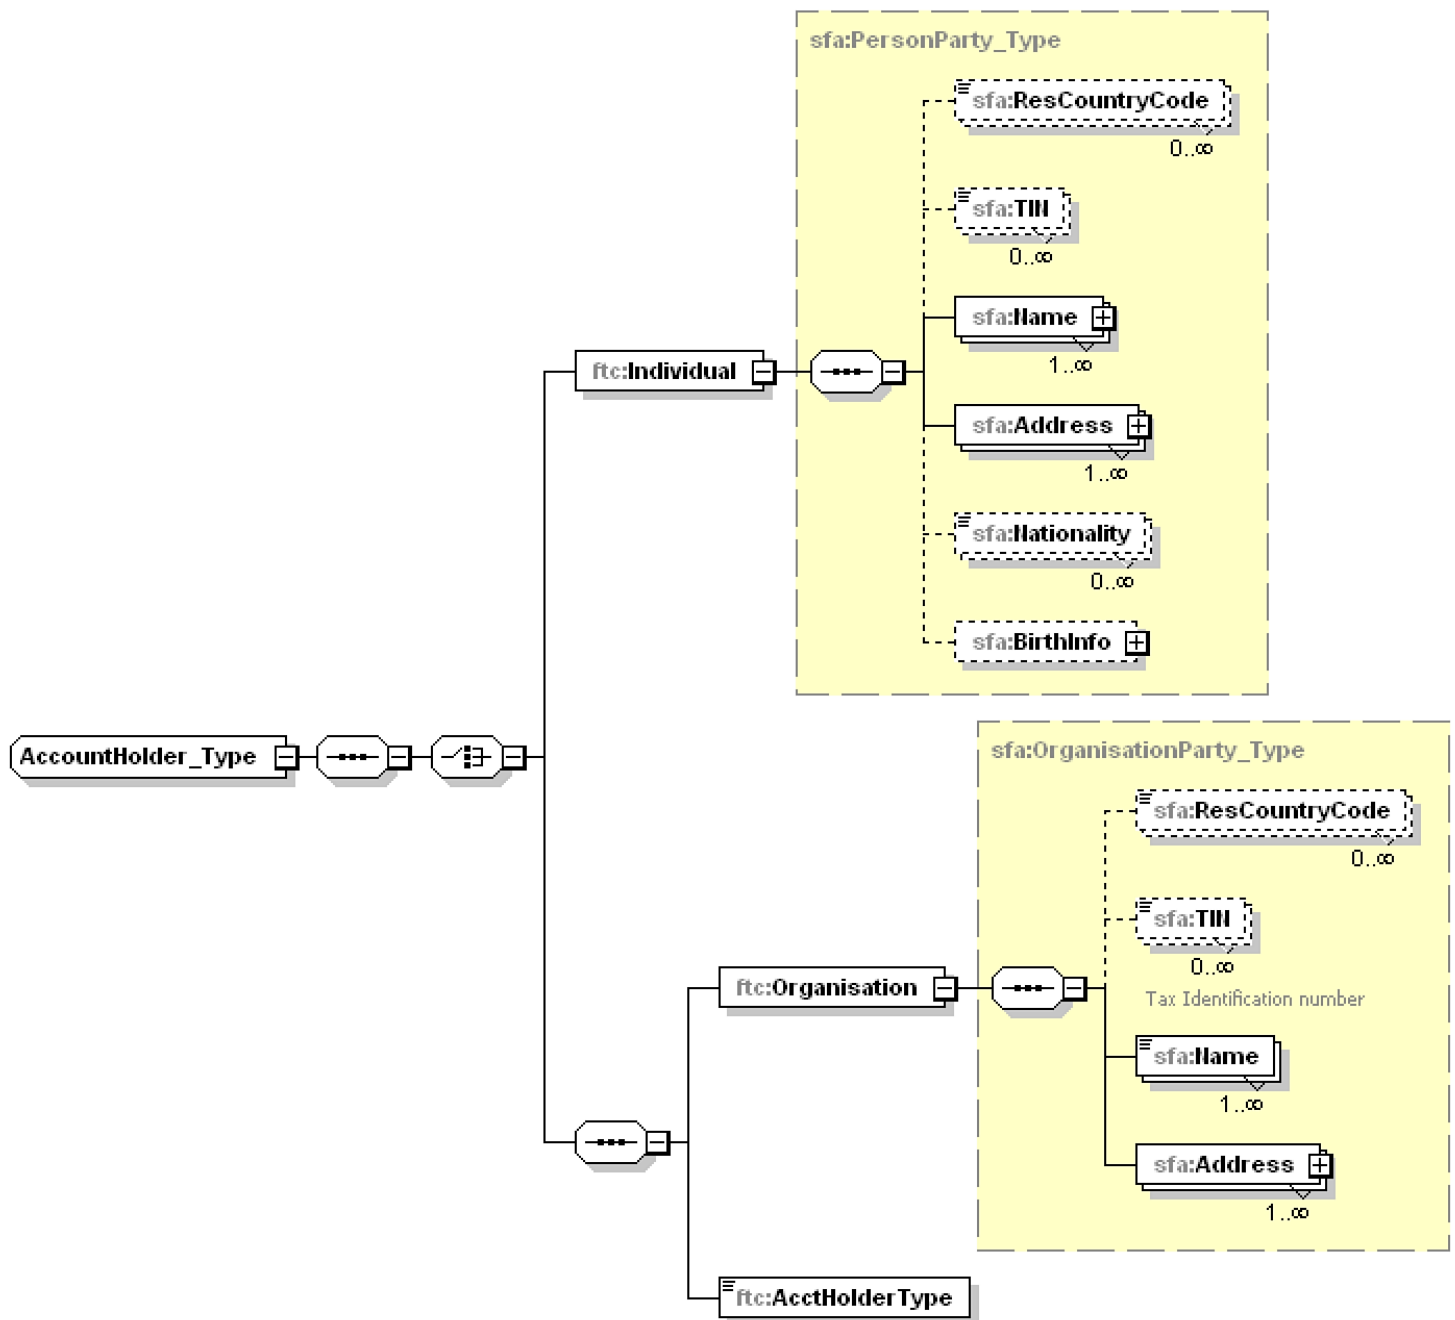 sfa:PersonParty_Type
sfa:ResCountryCode
0..∞
sfa:TIN
0..∞
sfa:Name
1..∞
ftc:Individual
sfa:Address
1..∞
sfa:Nationality
0..∞
sfa:BirthInfo
AccountHolder_Type
sfa:OrganisationParty_Type
sfa:ResCountryCode
0..∞
sfa:TIN
0..∞
Tax Identification number
ftc:Organisation
sfa:Name
1..∞
sfa:Address
1..∞
ftc:AcctHolderType